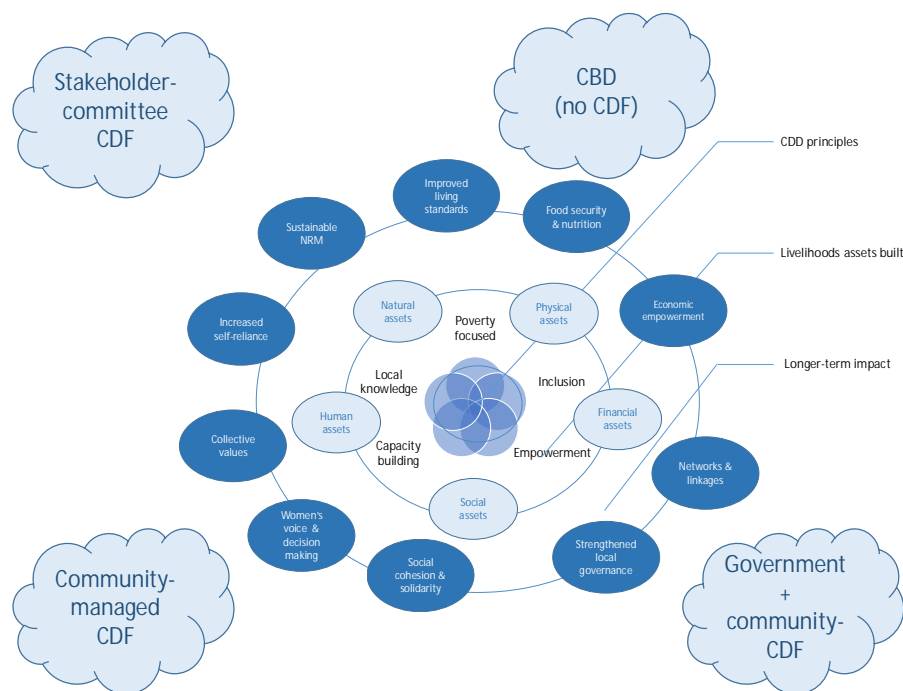 Stakeholder-
committee
CDF
CBD
(no CDF)
CDD principles
Improved
living
standards
Food security
& nutrition
Sustainable
NRM
Livelihoods assets built
Natural
assets
Physical
assets
Economic
empowerment
Increased
self-reliance
Poverty
focused
Longer-term impact
Local
knowledge
Inclusion
Human
assets
Financial
assets
Collective
values
Capacity
building
Empowerment
Networks &
linkages
Social
assets
Women's
voice &
decision
making
Strengthened
local
governance
Social
cohesion &
solidarity
Community-
managed
CDF
Government
+
community-
CDF